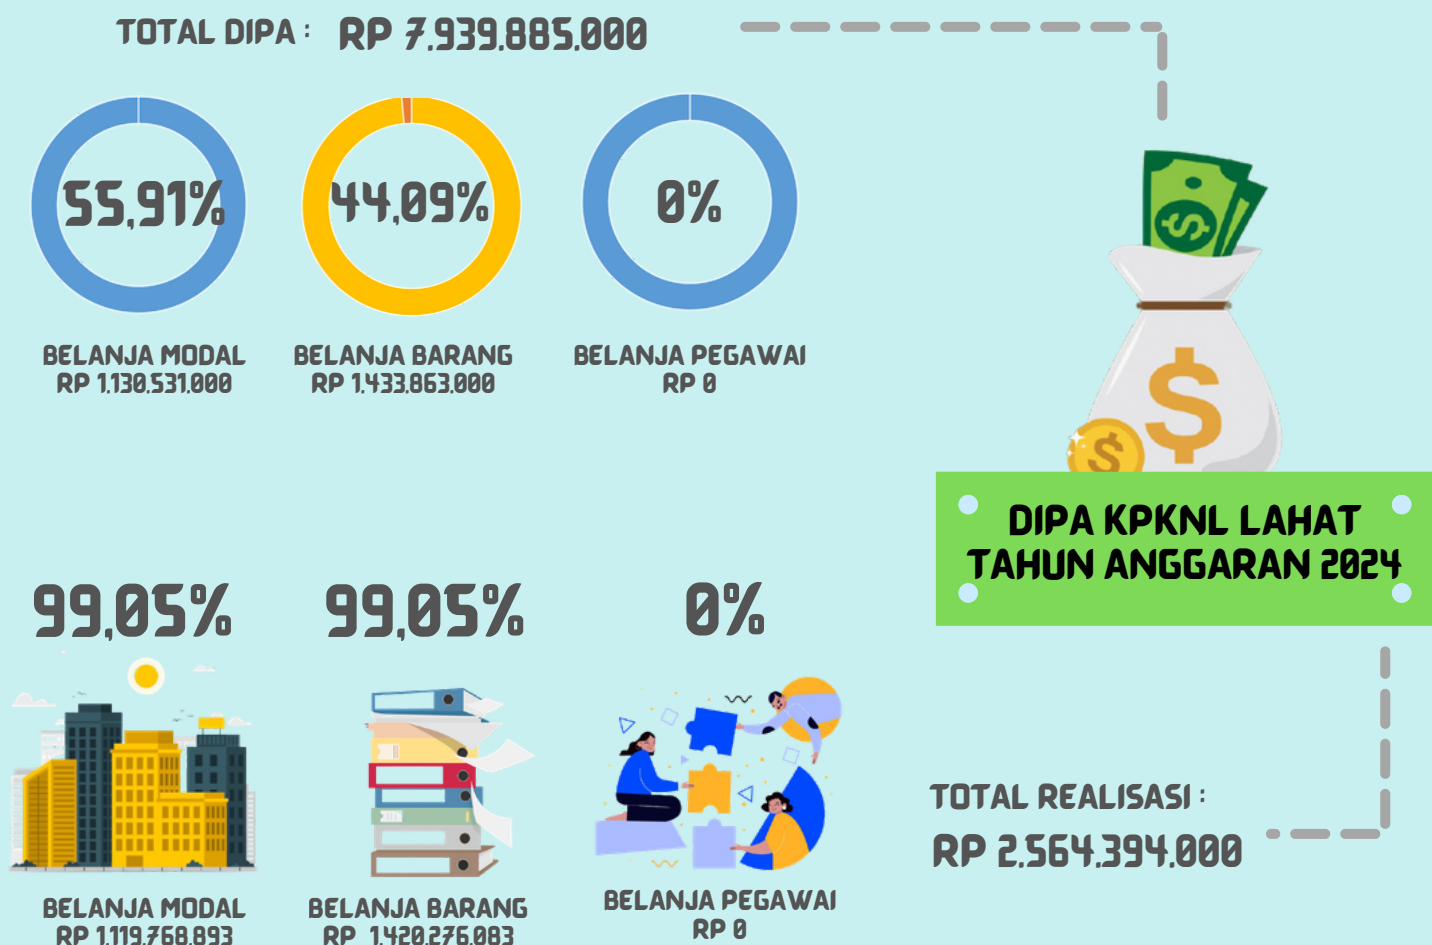 TOTAL DIPA : RP 7.939.885.000
55,91%
44,09%
0%
BELANJA MODAL
RP 1.130.531.000
BELANJA BARANG
RP 1.433.863.000
BELANJA PEGAWAI
RP 0
$
$
$
DIPA KPKNL LAHAT
TAHUN ANGGARAN 2024
99,05%
99,05%
0%
BELANJA MODAL
RP 1.119.768.893
BELANJA BARANG
RP 1.420.276.083
BELANJA PEGAWAI
RP 0
TOTAL REALISASI :
RP 2.564.394.000